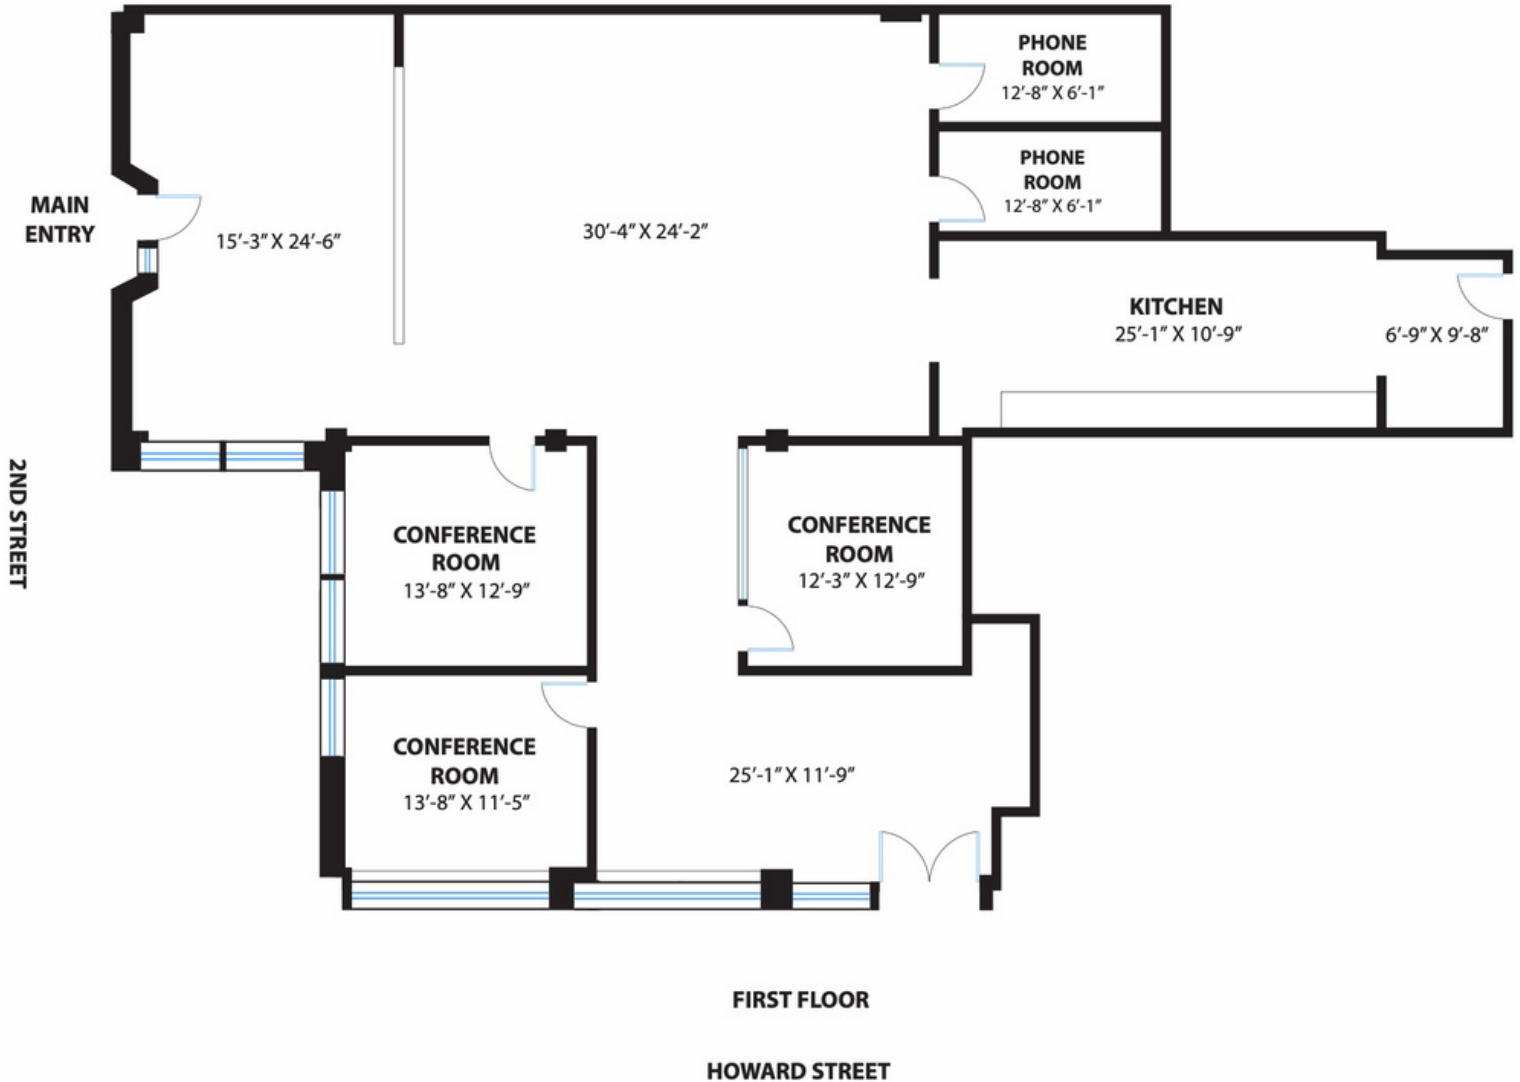 PHONE
ROOM
12'-8" X 6'-1"
PHONE
ROOM
12'-8" X 6'-1"
MAIN
ENTRY
15'-3" X 24'-6"
30'-4" X 24'-2"
KITCHEN
25'-1" X 10'-9"
6'-9" X 9'-8"
2ND STREET
CONFERENCE
ROOM
13'-8" X 12'-9"
CONFERENCE
ROOM
12'-3" X 12'-9"
CONFERENCE
ROOM
13'-8" X 11'-5"
25'-1" X 11'-9"
FIRST FLOOR
HOWARD STREET